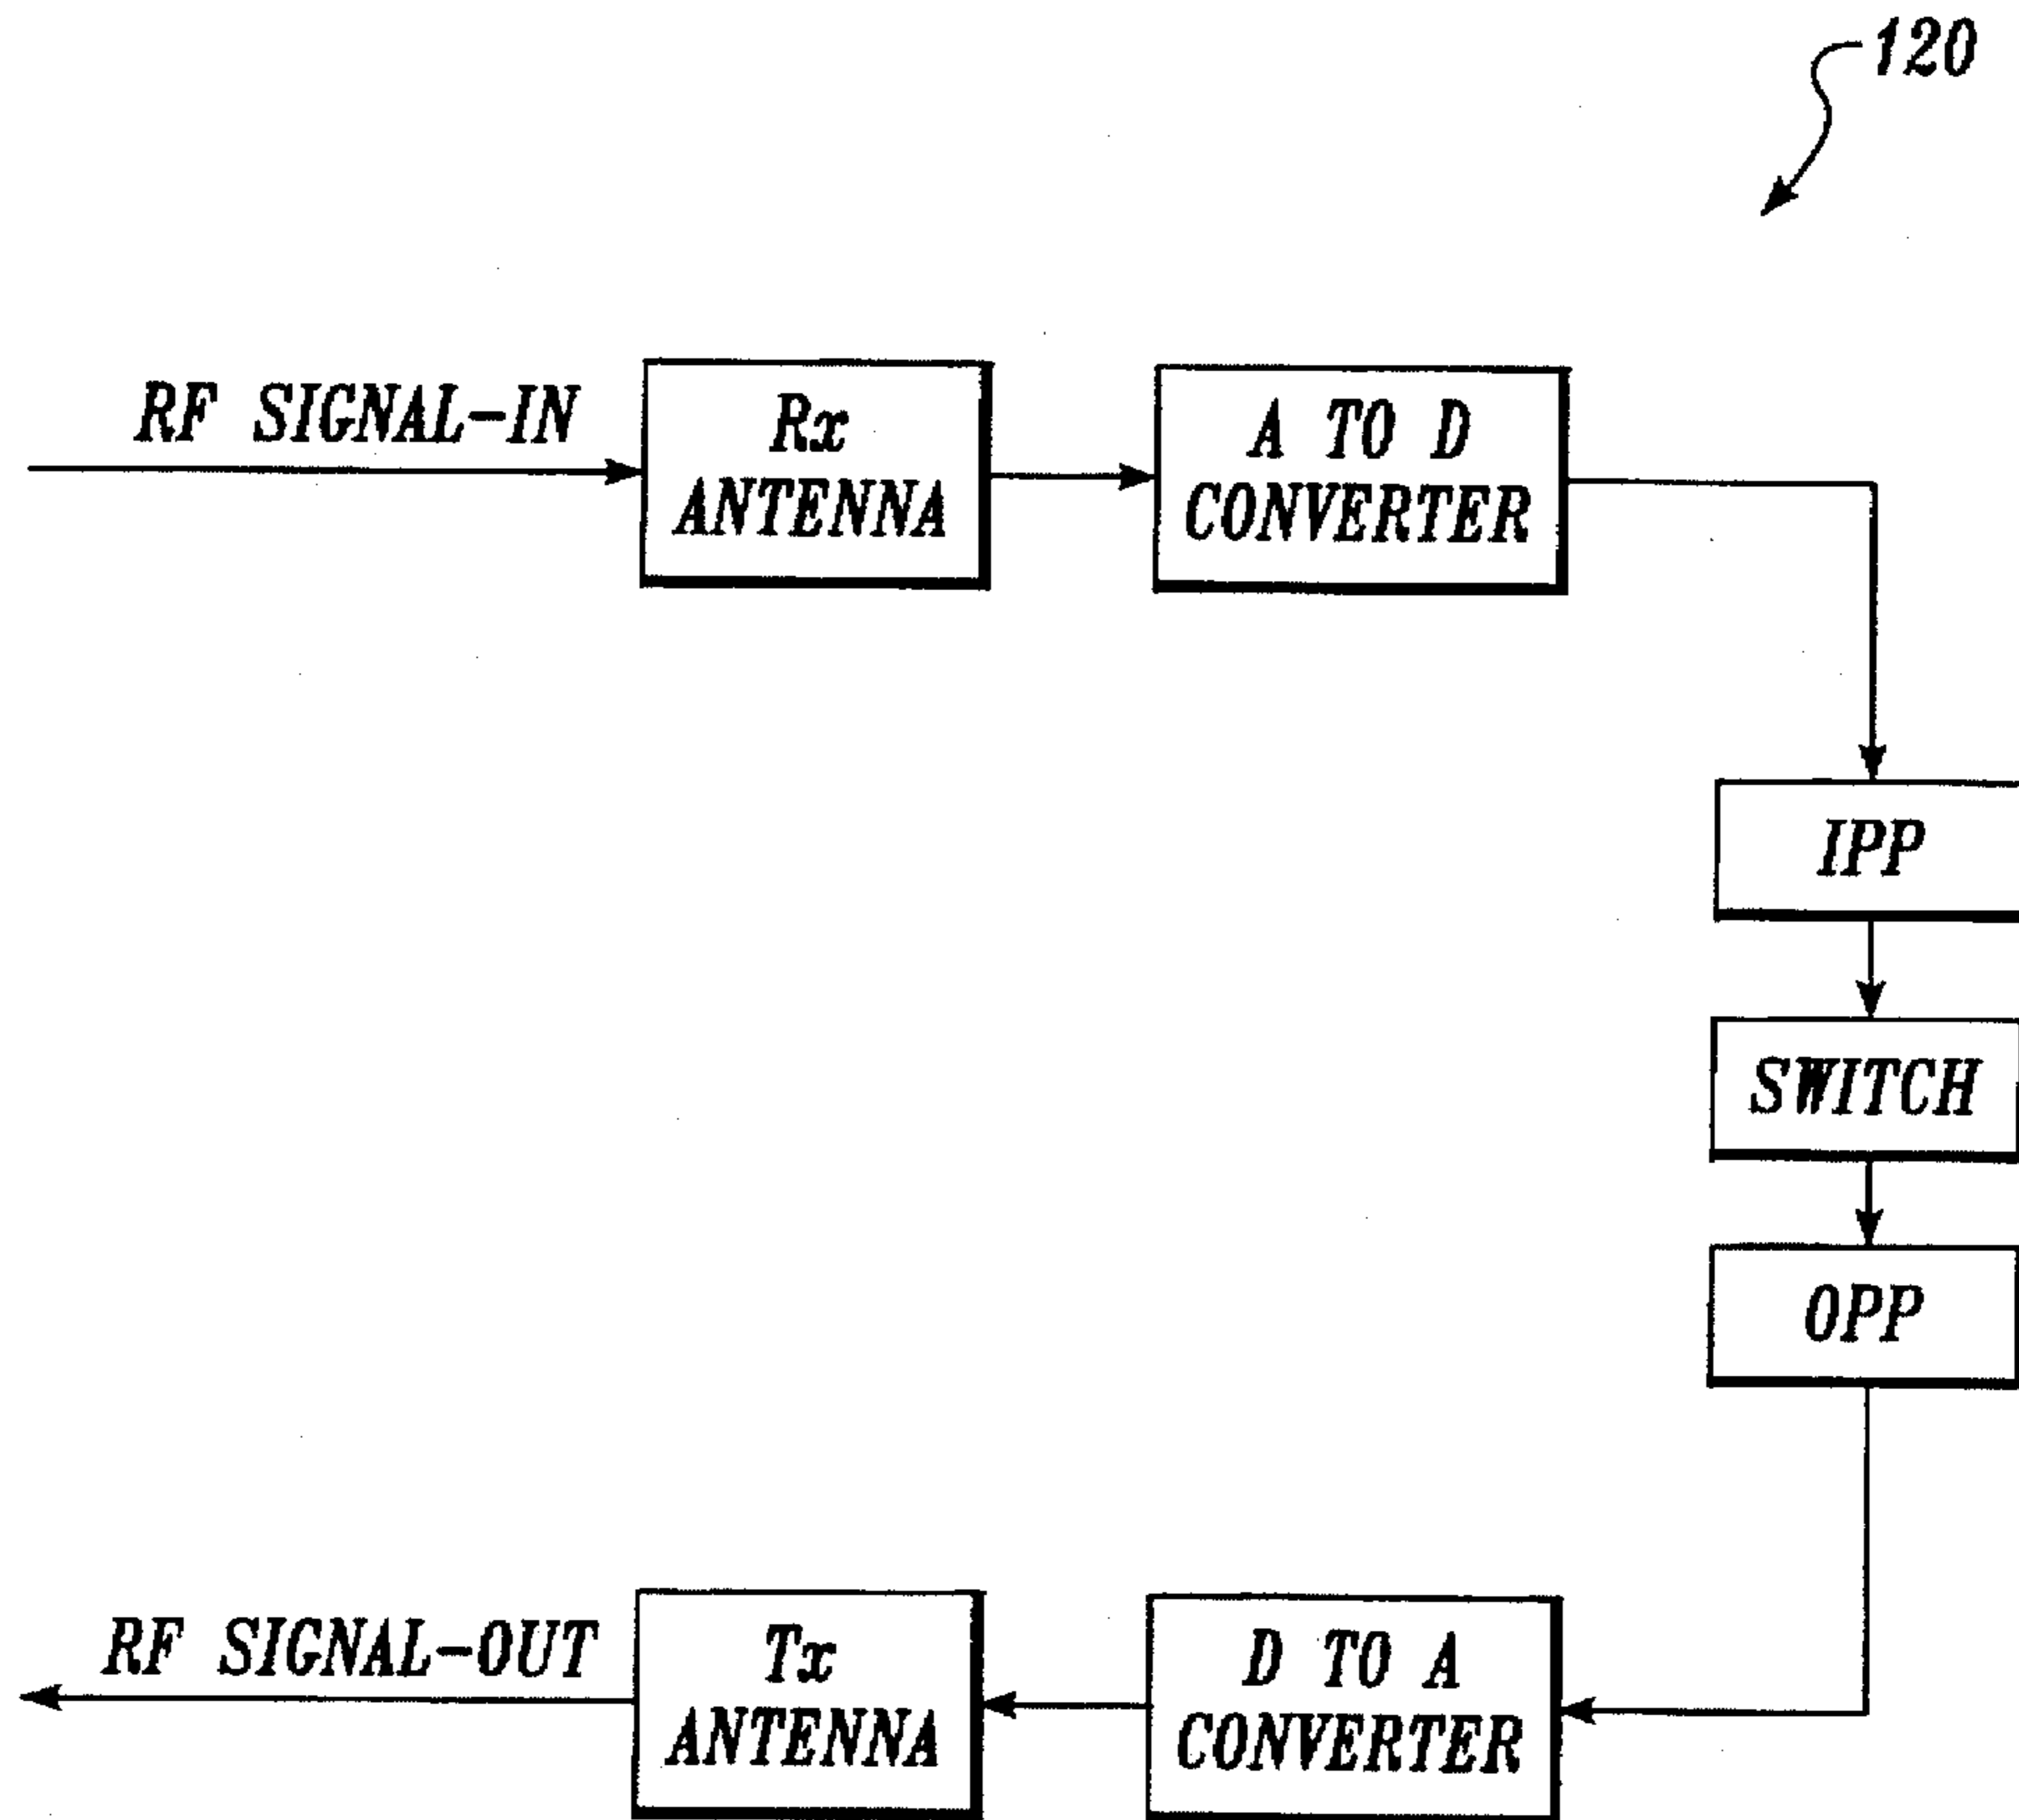 120
RF SIGNAL-IN
Rx
ANTENNA
A TO D
CONVERTER
IPP
SWITCH
OPP
RF SIGNAL-OUT
Tx
ANTENNA
D TO A
CONVERTER